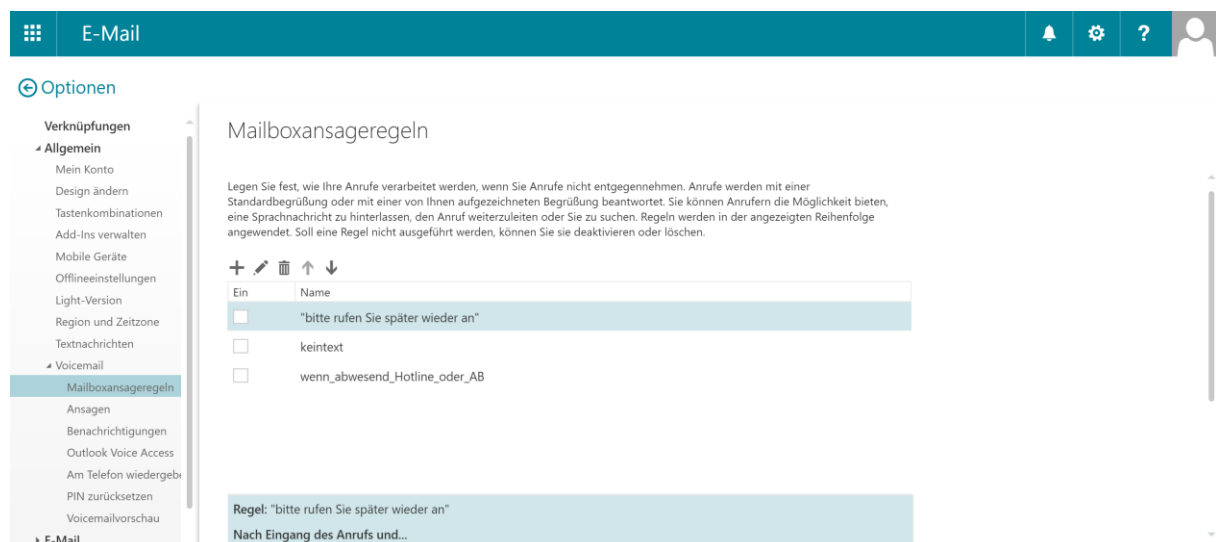 E-Mail
?
Optionen
Verknüpfungen
Allgemein
Mein Konto
Design ändern
Tastenkombinationen
Add-Ins verwalten
Mobile Geräte
Offlineeinstellungen
Light-Version
Region und Zeitzone
Textnachrichten
Voicemail
Mailboxansageregeln
Ansagen
Benachrichtigungen
Outlook Voice Access
Am Telefon wiedergebe
PIN zurücksetzen
Voicemailvorschau
E-Mail
Mailboxansageregeln
Legen Sie fest, wie Ihre Anrufe verarbeitet werden, wenn Sie Anrufe nicht entgegennehmen. Anrufe werden mit einer
Standardbegrüßung oder mit einer von Ihnen aufgezeichneten Begrüßung beantwortet. Sie können Anrufern die Möglichkeit bieten,
eine Sprachnachricht zu hinterlassen, den Anruf weiterzuleiten oder Sie zu suchen. Regeln werden in der angezeigten Reihenfolge
angewendet. Soll eine Regel nicht ausgeführt werden, können Sie sie deaktivieren oder löschen.
Ein Name
"bitte rufen Sie später wieder an"
keintext
wenn_abwesend_Hotline_oder_AB
Regel: "bitte rufen Sie später wieder an"
Nach Eingang des Anrufs und...